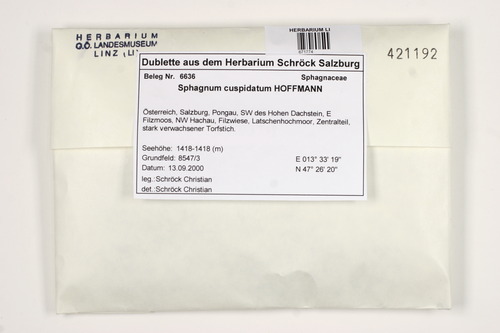 HERBARIUM
O.Ö. LANDESMUSEUM
LINZ (LI
HERBARIUM LI
421192
Dublette aus dem Herbarium Schröck Salzburg
Beleg Nr. 6636 Sphagnaceae
Sphagnum cuspidatum HOFFMANN
Österreich, Salzburg, Pongau, SW des Hohen Dachstein, E
Filzmoos, NW Hachau, Filzwiese, Latschenhochmoor, Zentralteil,
stark verwachsener Torfstich.
Seehöhe: 1418-1418 (m)
Grundfeld: 8547/3 E 013° 33' 19"
Datum: 13.09.2000 N 47° 26' 20"
leg.:Schröck Christian
det.:Schröck Christian